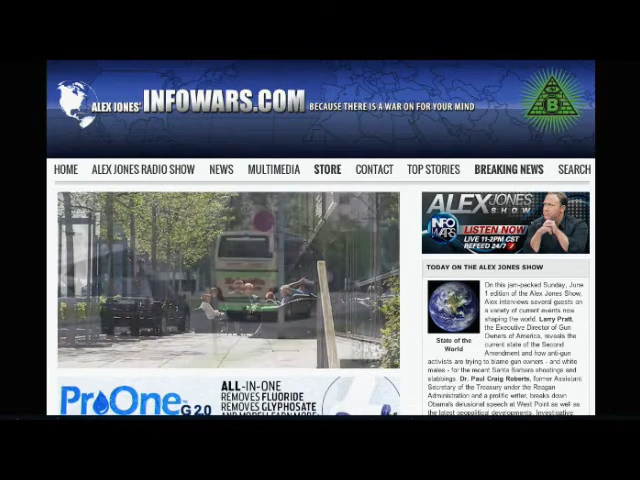 ALEX JONES' INFOWARS.COM BECAUSE THERE IS A WAR ON FOR YOUR MIND
B
HOME ALEX JONES RADIO SHOW NEWS MULTIMEDIA STORE CONTACT TOP STORIES BREAKING NEWS SEARCH
ALEX JONES
SHOW
INFO
WARS
LISTEN NOW
LIVE 11-2PM CST
REFEED 24/7
TODAY ON THE ALEX JONES SHOW
On this jam-packed Sunday, June
1 edition of the Alex Jones Show,
Alex interviews several guests on
a variety of current events now
shaping the world. Larry Pratt,
the Executive Director of Gun
Owners of America, reveals the
current state of the Second
Amendment and how anti-gun
State of the
World
activists are trying to blame gun owners - and white
males - for the recent Santa Barbara shootings and
stabbings. Dr. Paul Craig Roberts, former Assistant
Secretary of the Treasury under the Reagan
Administration and a prolific writer, breaks down
Obama's delusional speech at West Point as well as
the latest geopolitical developments. Investigative
ProOne G2.0
ALL-IN-ONE
REMOVES FLUORIDE
REMOVES GLYPHOSATE